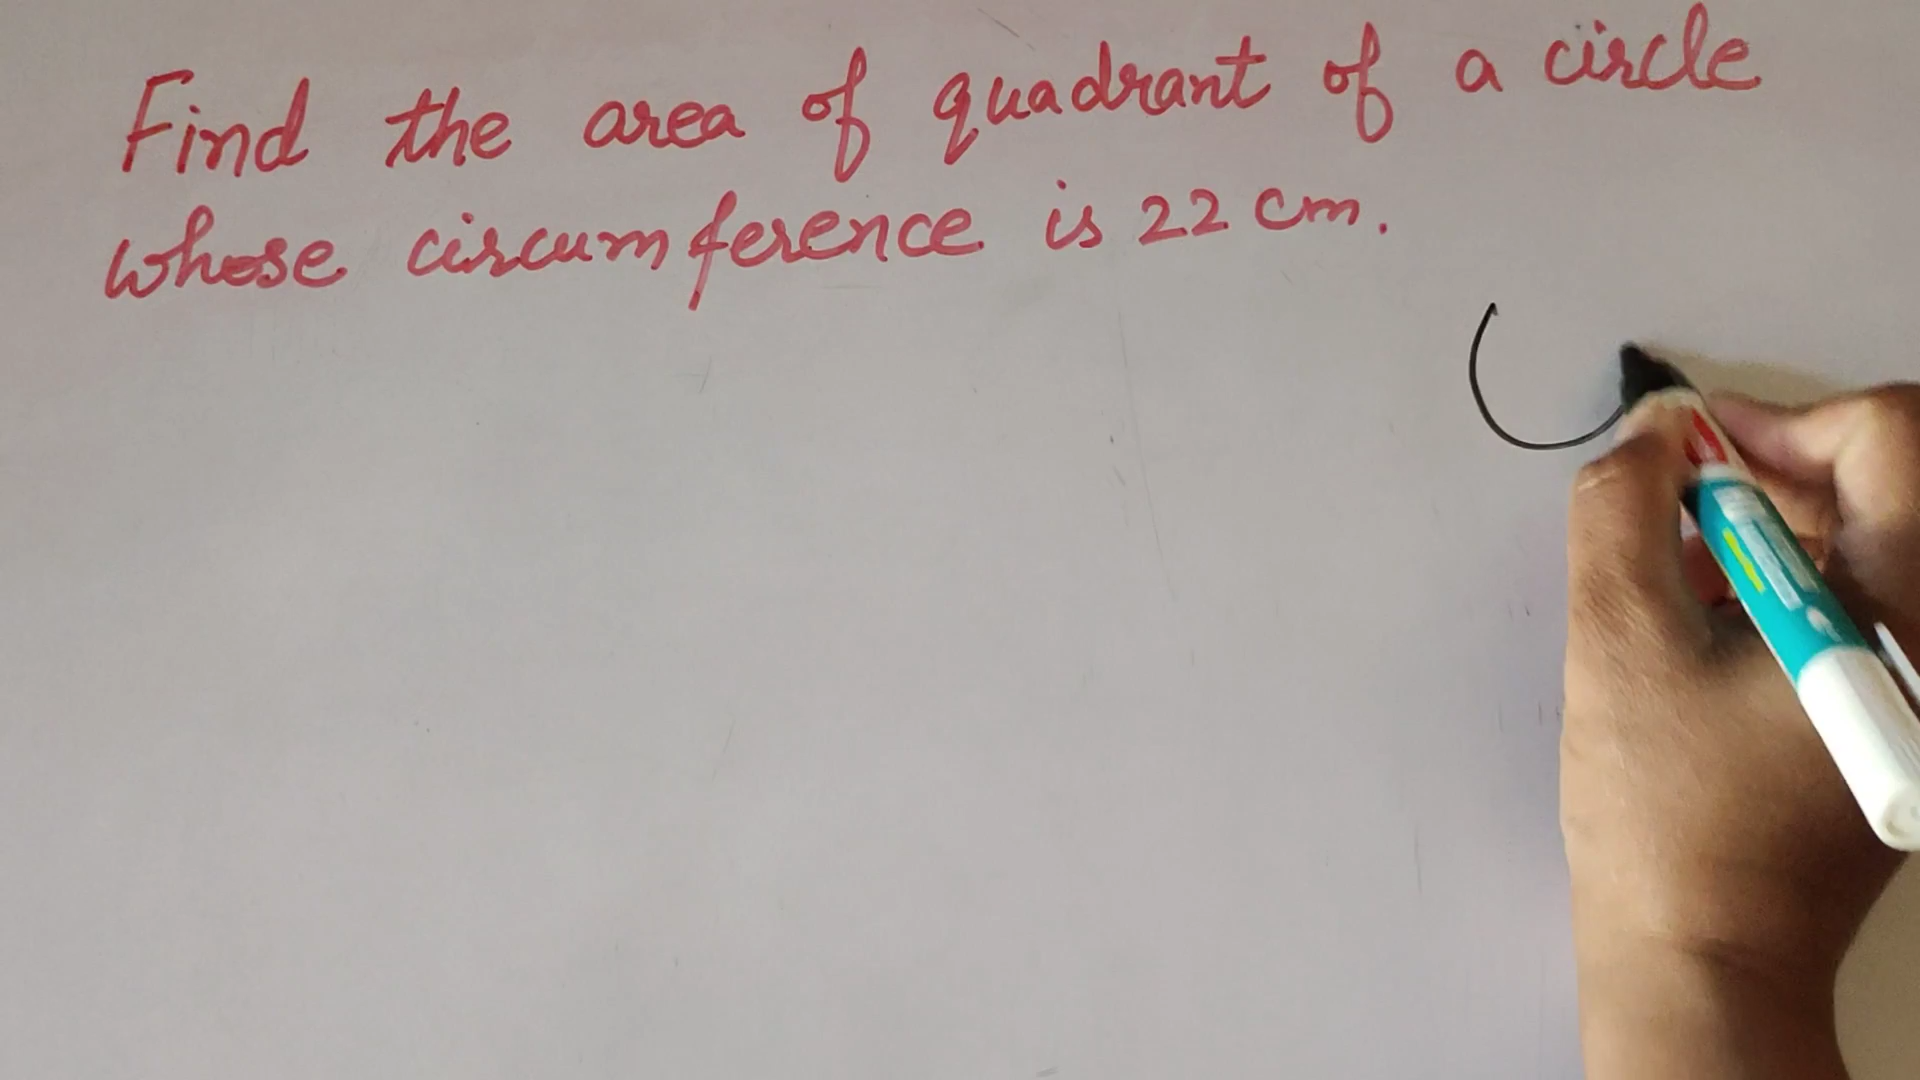 Find the area of quadrant of a circle
whose circumference is 22 cm.